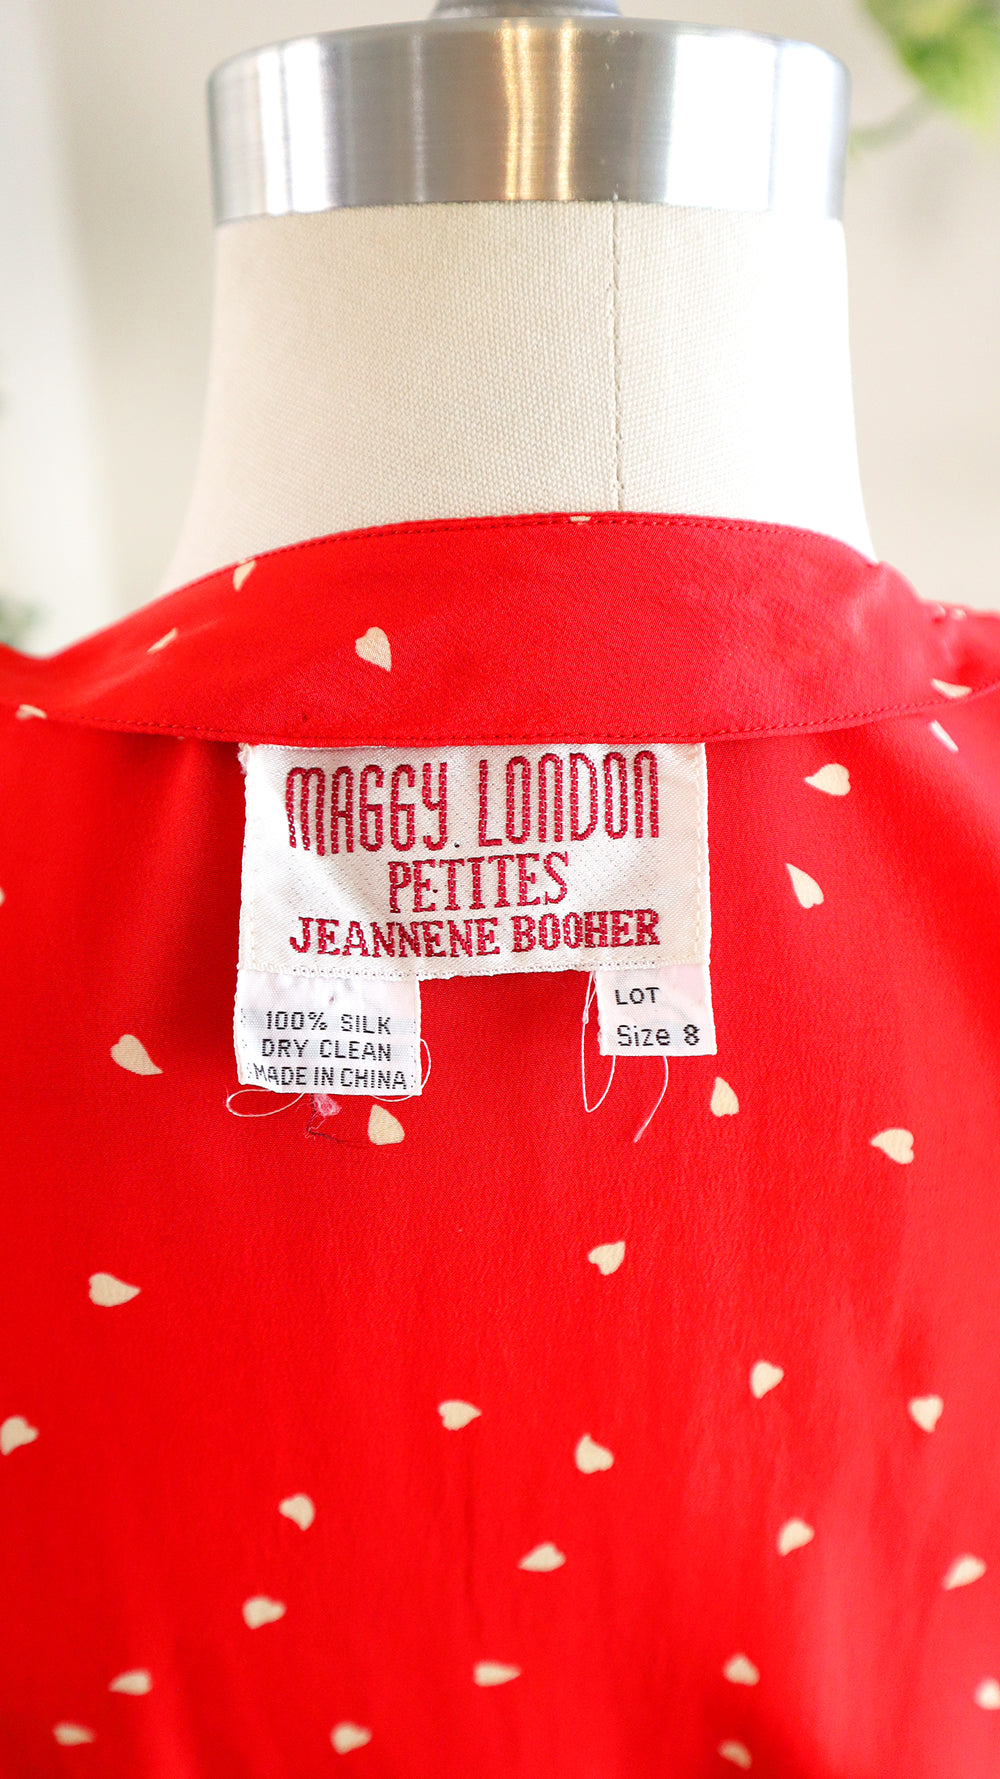 MAGGY LONDON
PETITES
JEANNENE BOOHER
100% SILK
DRY CLEAN
MADE IN CHINA
LOT
Size 8